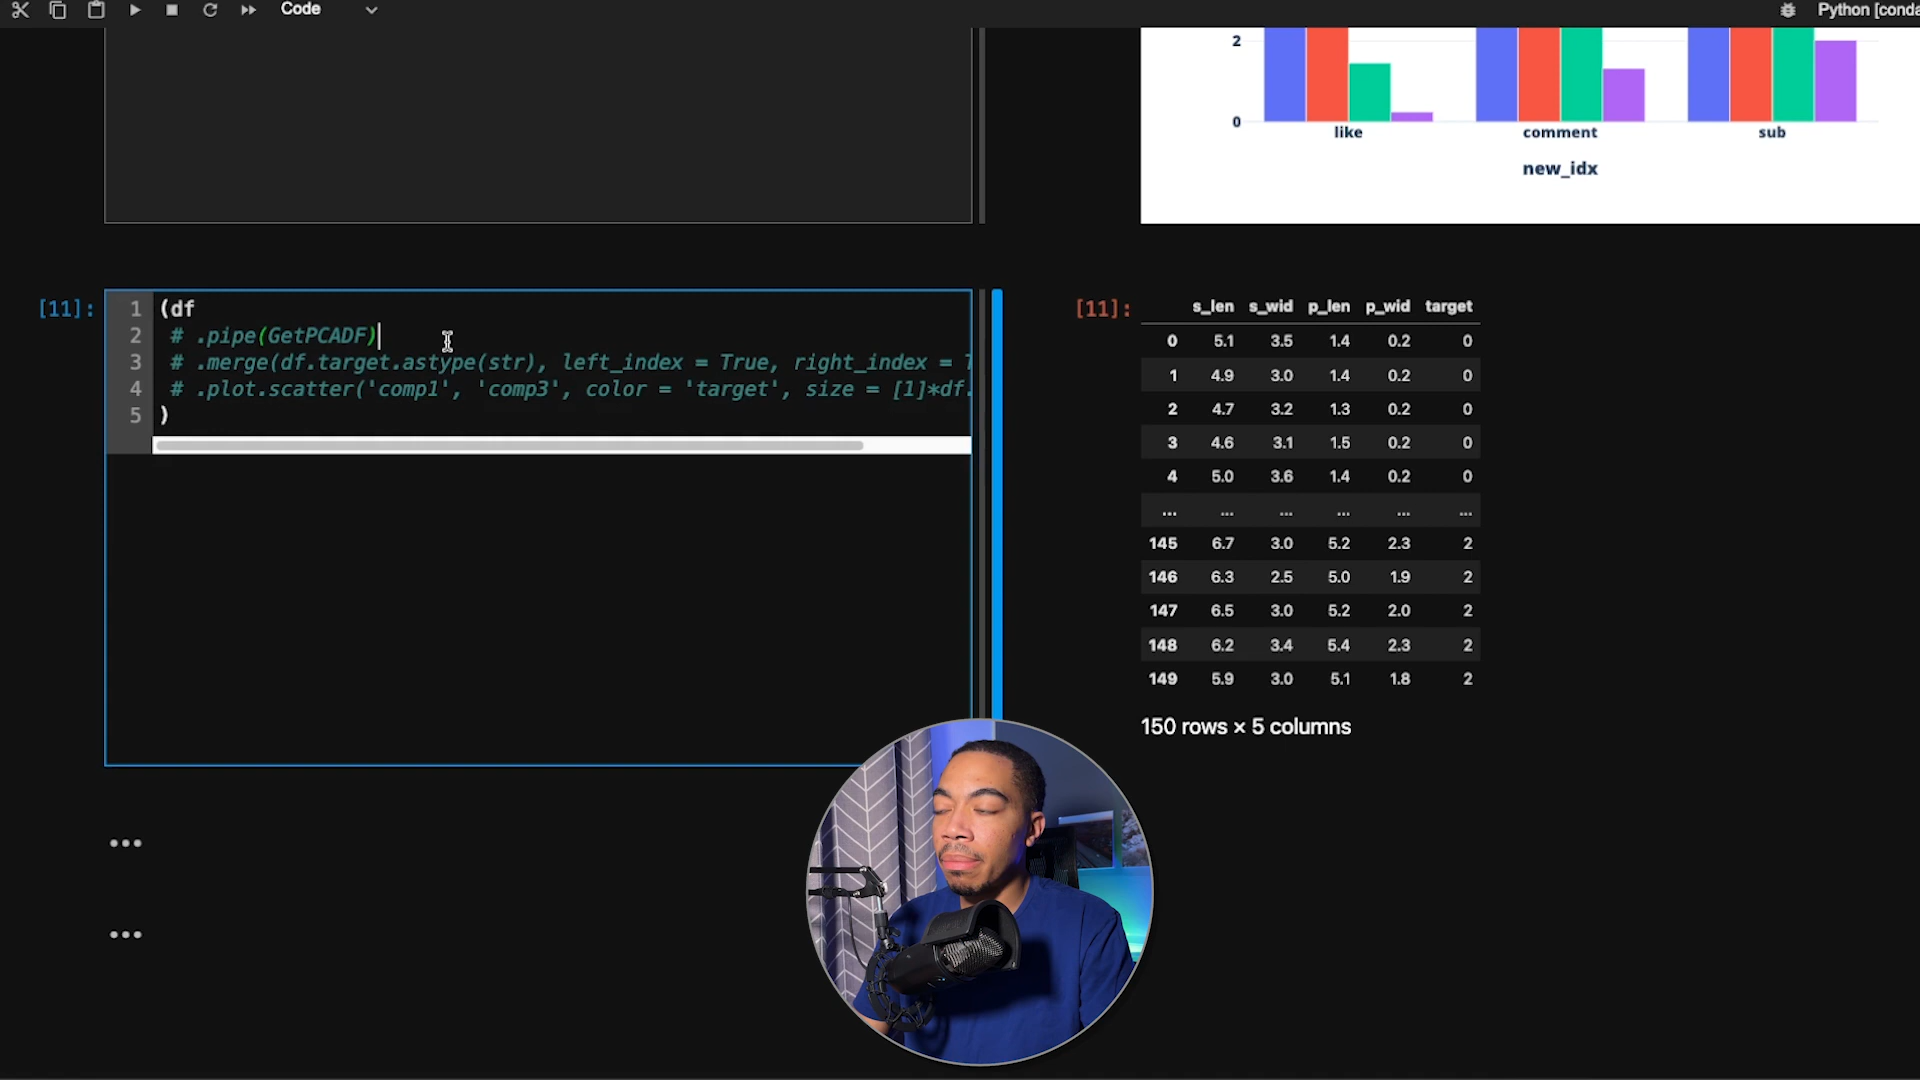 Code
Python [conda
2
0
like comment sub
new_idx
[11]:
1 (df
2 # .pipe(GetPCADF)
3 # .merge(df.target.astype(str), left_index = True, right_index = T
4 # .plot.scatter('comp1', 'comp3', color = 'target', size = [1]*df.
5 )
[11]:
s_len s_wid p_len p_wid target
0 5.1 3.5 1.4 0.2 0
1 4.9 3.0 1.4 0.2 0
2 4.7 3.2 1.3 0.2 0
3 4.6 3.1 1.5 0.2 0
4 5.0 3.6 1.4 0.2 0
... ... ... ... ... ...
145 6.7 3.0 5.2 2.3 2
146 6.3 2.5 5.0 1.9 2
147 6.5 3.0 5.2 2.0 2
148 6.2 3.4 5.4 2.3 2
149 5.9 3.0 5.1 1.8 2
150 rows × 5 columns